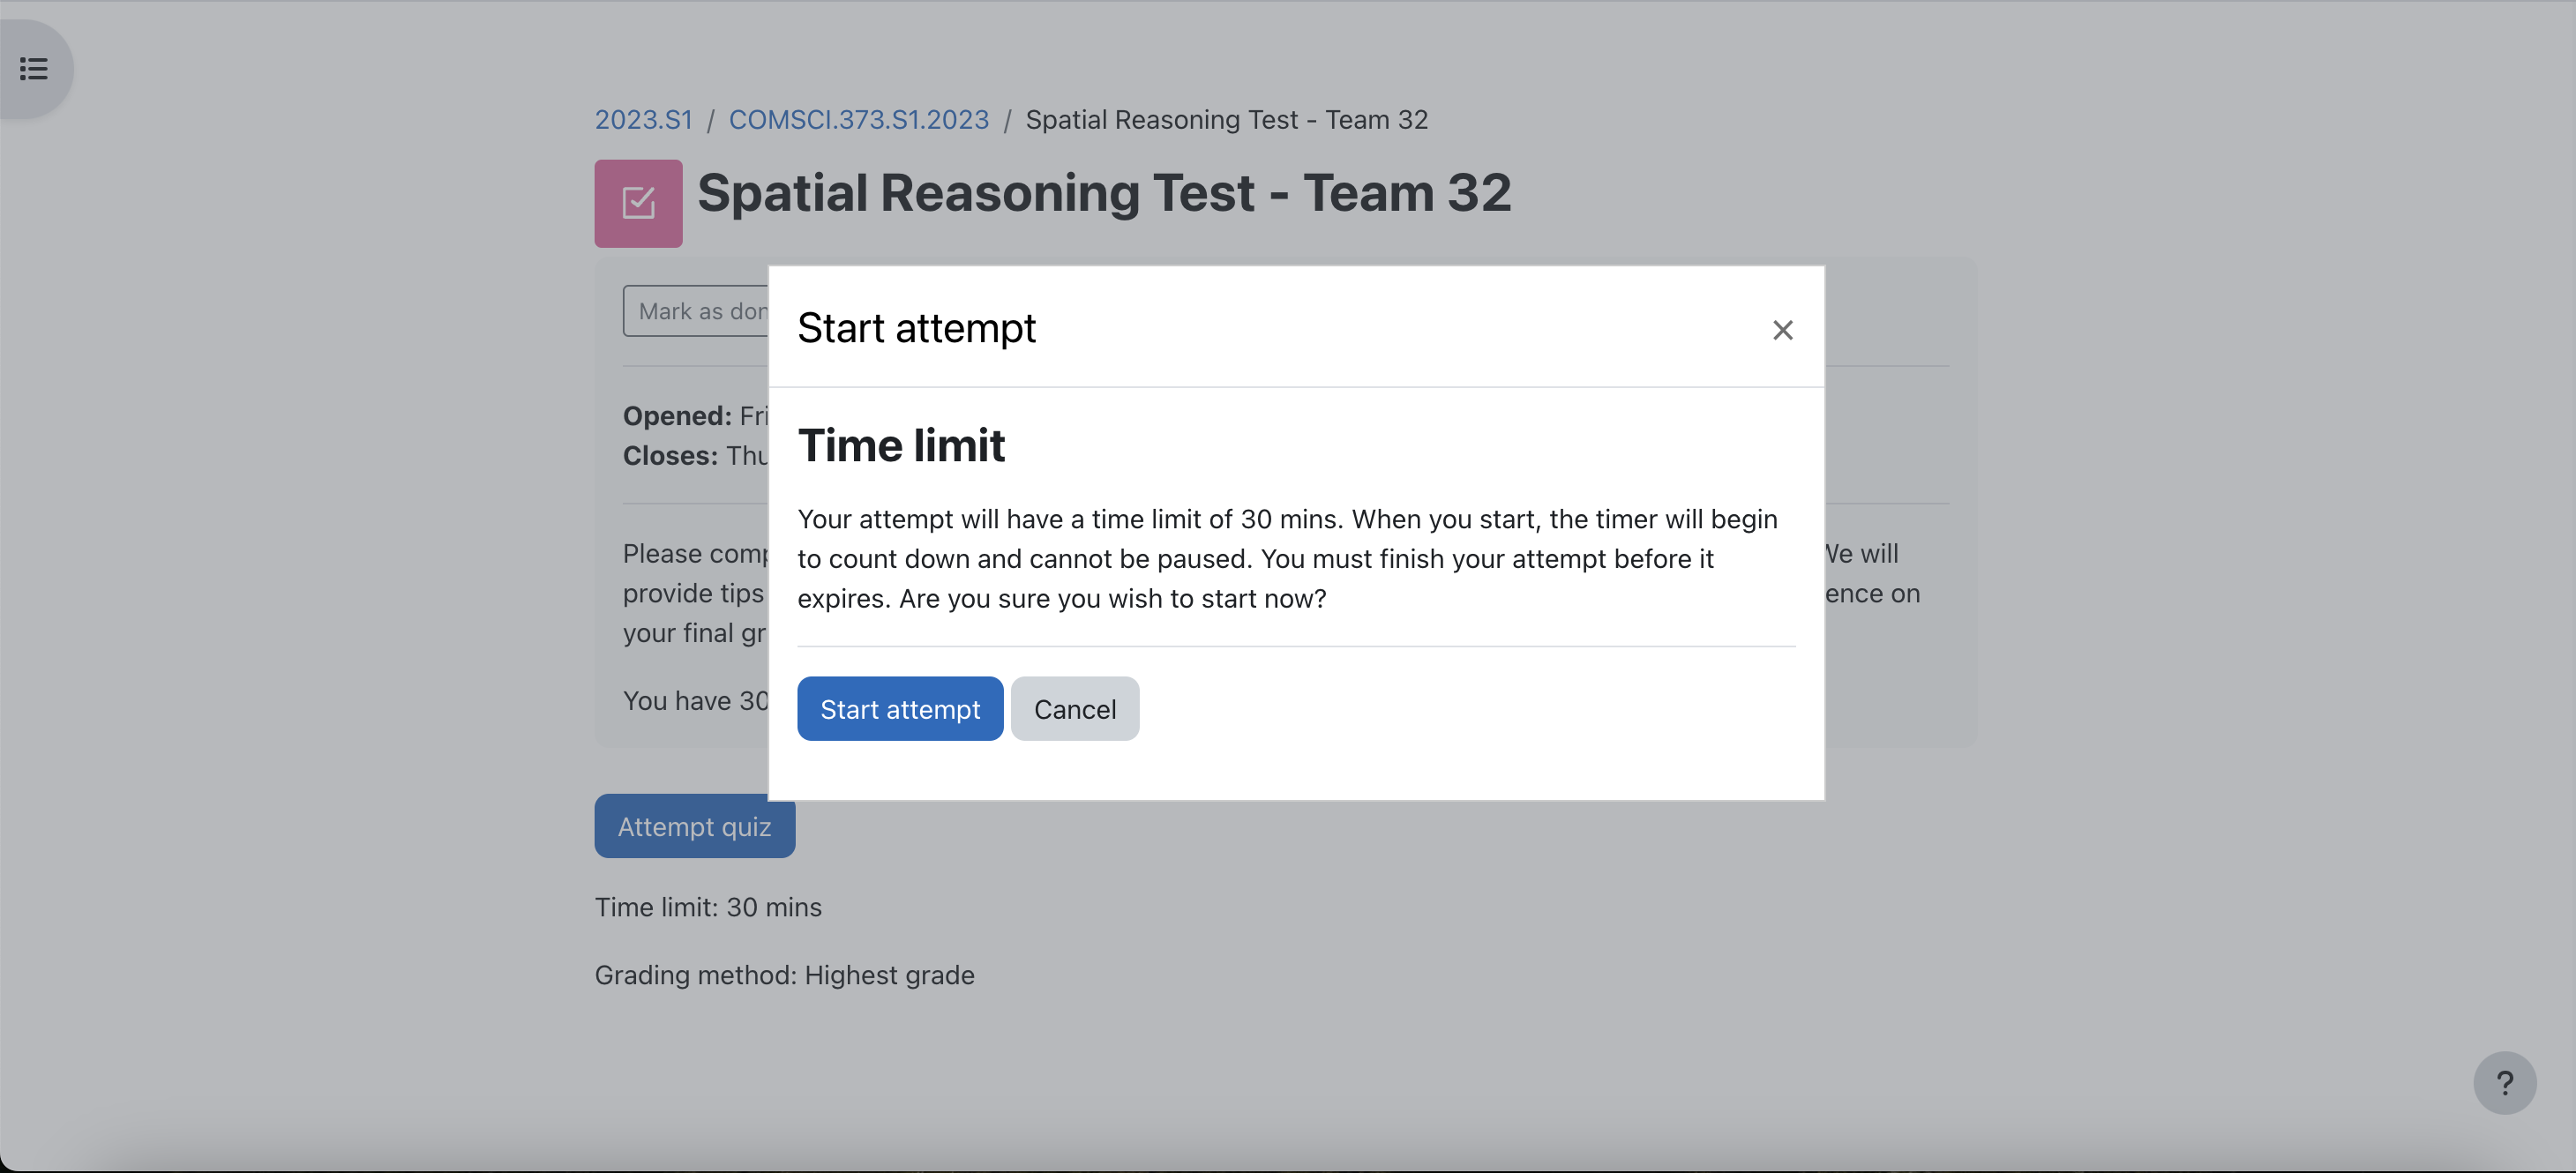 2023.S1 / COMSCI.373.S1.2023 / Spatial Reasoning Test - Team 32
Spatial Reasoning Test - Team 32
Mark as don
Start attempt ×
Opened: Fri
Closes: Thu
Time limit
Your attempt will have a time limit of 30 mins. When you start, the timer will begin
to count down and cannot be paused. You must finish your attempt before it
expires. Are you sure you wish to start now?
Please comp
We will
provide tips
ence on
your final gr
You have 30
Start attempt Cancel
Attempt quiz
Time limit: 30 mins
Grading method: Highest grade
?